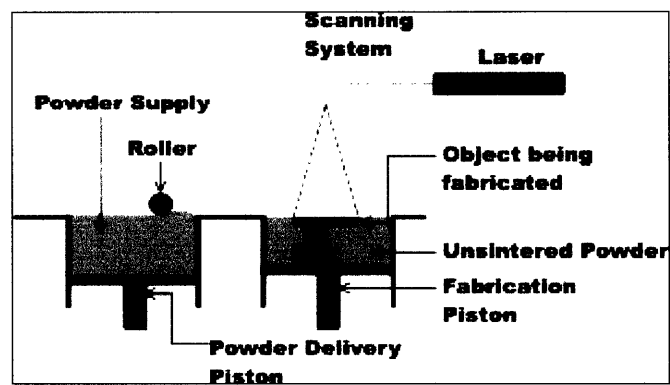 Scanning
System
Laser
Powder Supply
Roller
Object being
fabricated
Unsintered Powder
Fabrication
Piston
Powder Delivery
Piston